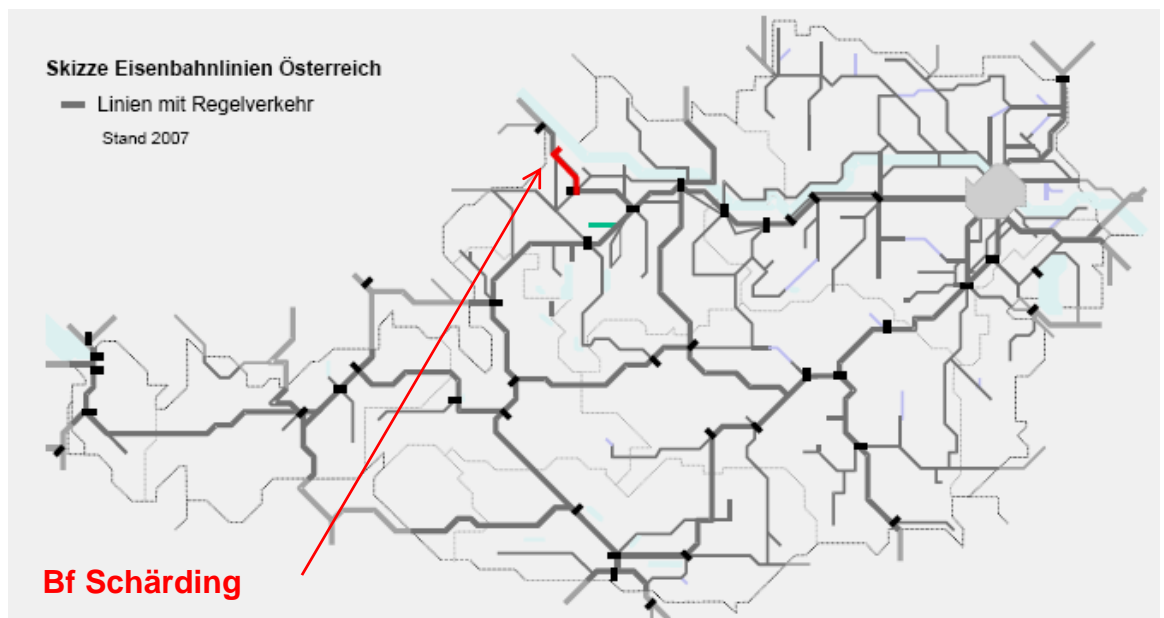 Skizze Eisenbahnlinien Österreich
Linien mit Regelverkehr
Stand 2007
Bf Schärding